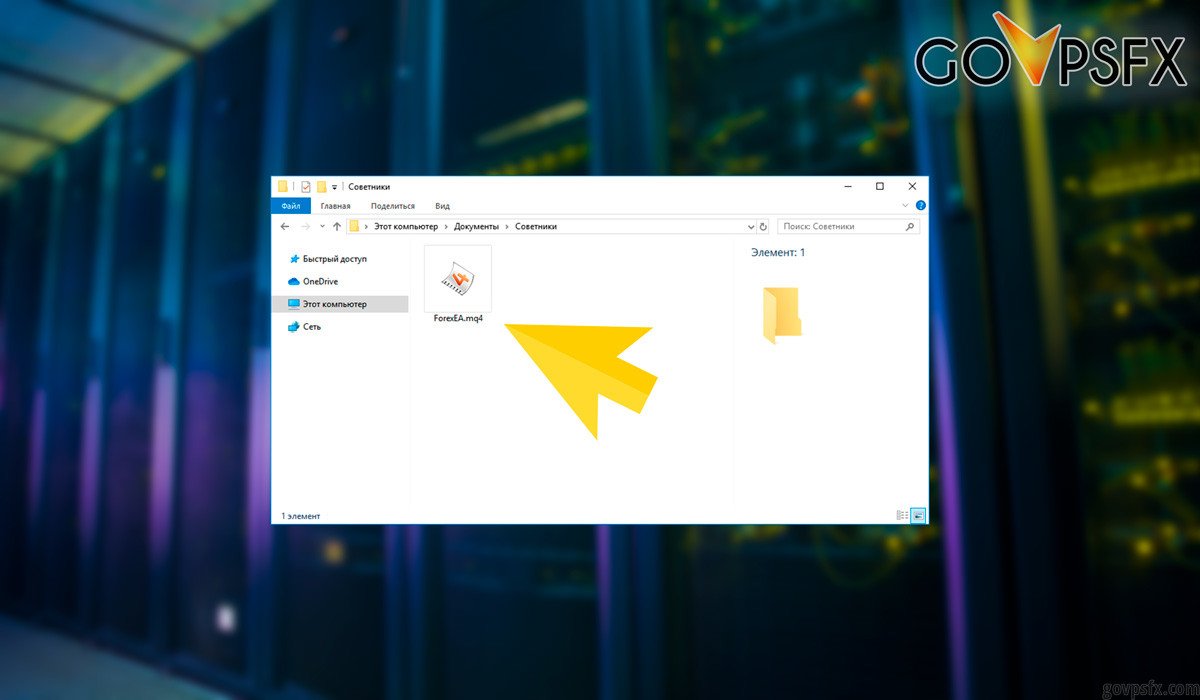 GOVPSFX
Советники
Файл Главная Поделиться Вид ?
Этот компьютер Документы Советники Поиск: Советники
Быстрый доступ
OneDrive
Этот компьютер
Сеть
4
ForexEA.mq4
Элемент: 1
1 элемент
govpsfx.com